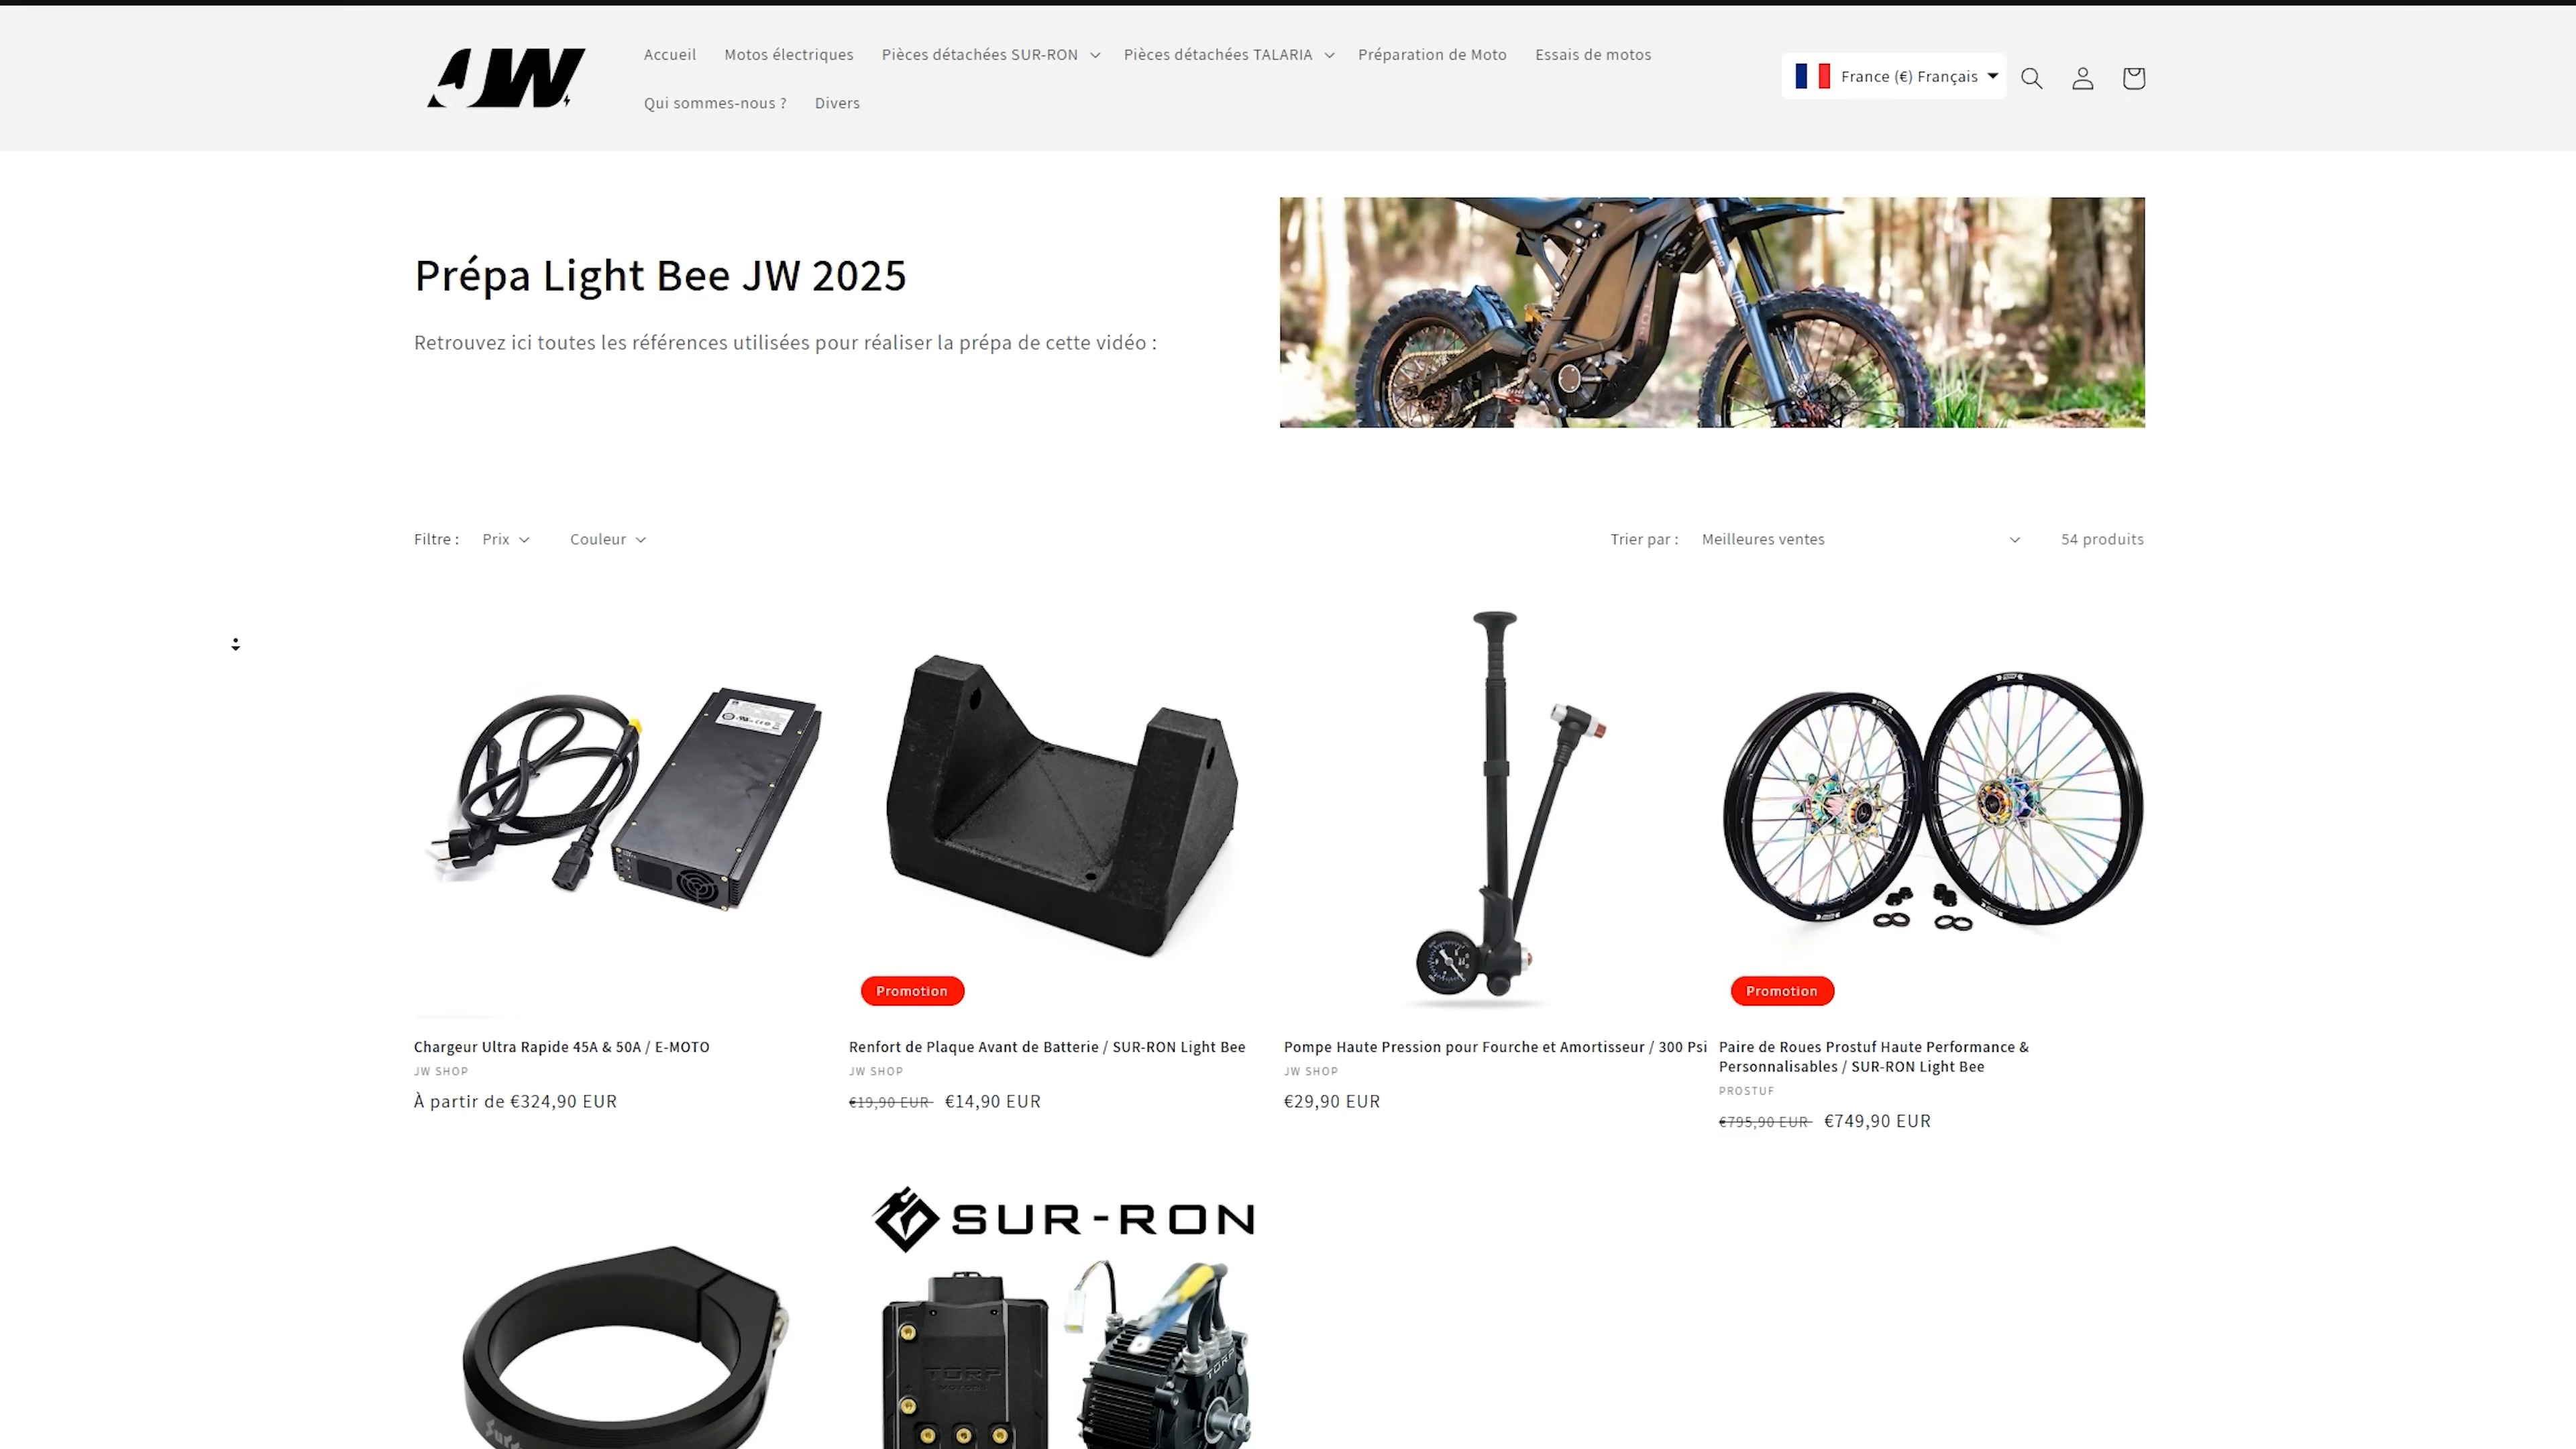 JW
Accueil
Motos électriques
Pièces détachées SUR-RON
Pièces détachées TALARIA
Préparation de Moto
Essais de motos
Qui sommes-nous ?
Divers
France (€) Français
Prépa Light Bee JW 2025
Retrouvez ici toutes les références utilisées pour réaliser la prépa de cette vidéo :
Filtre :
Prix
Couleur
Trier par :
Meilleures ventes
54 produits
Promotion
Promotion
Chargeur Ultra Rapide 45A & 50A / E-MOTO
JW SHOP
À partir de €324,90 EUR
Renfort de Plaque Avant de Batterie / SUR-RON Light Bee
JW SHOP
€19,90 EUR €14,90 EUR
Pompe Haute Pression pour Fourche et Amortisseur / 300 Psi
JW SHOP
€29,90 EUR
Paire de Roues Prostuf Haute Performance &
Personnalisables / SUR-RON Light Bee
PROSTUF
€795,90 EUR €749,90 EUR
SUR-RON
TORP
TORP